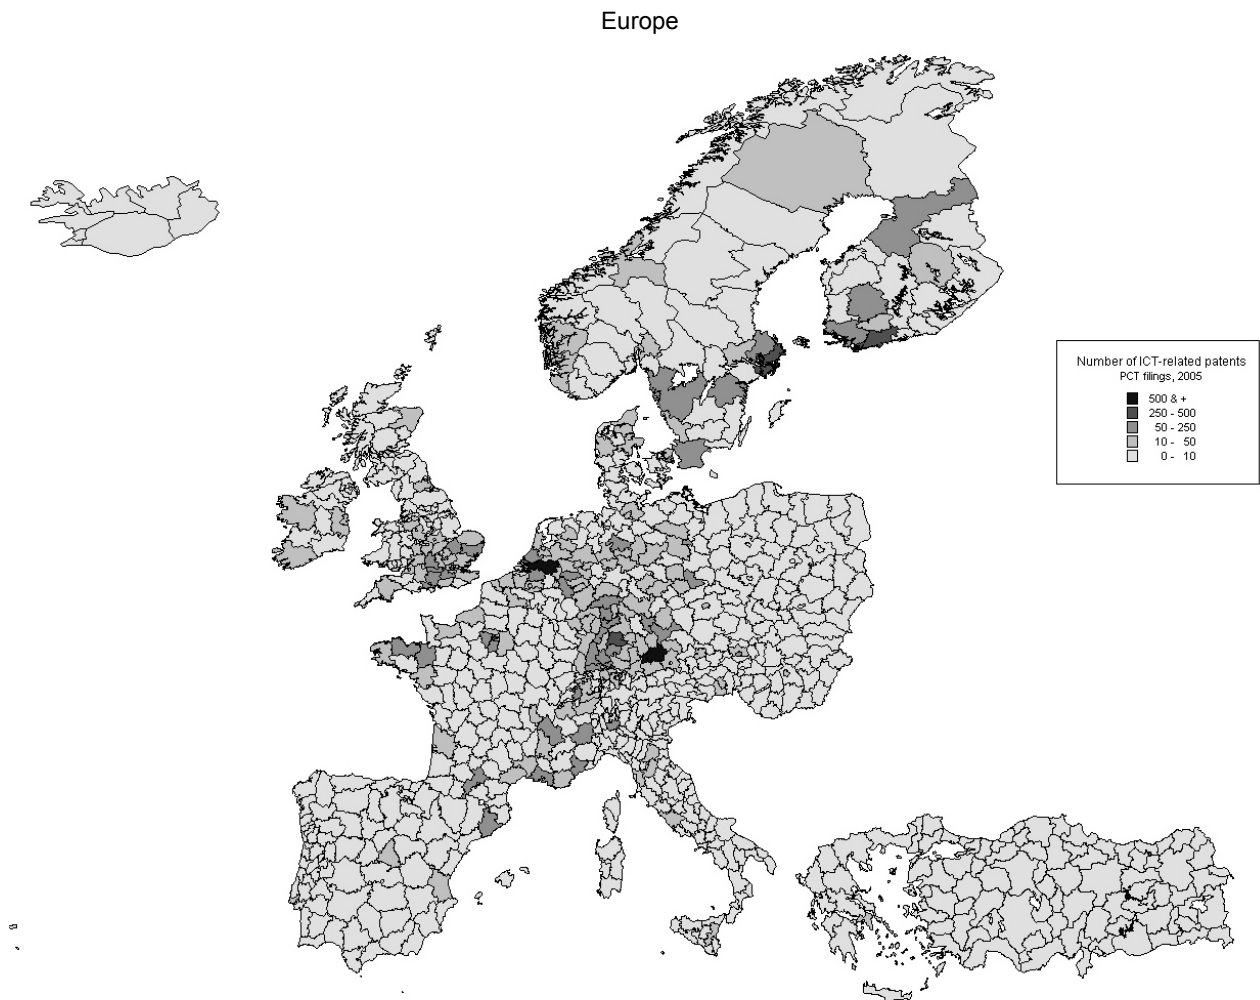 Europe
Number of ICT-related patents
PCT filings, 2005
500 & +
250 - 500
50 - 250
10 - 50
0 - 10